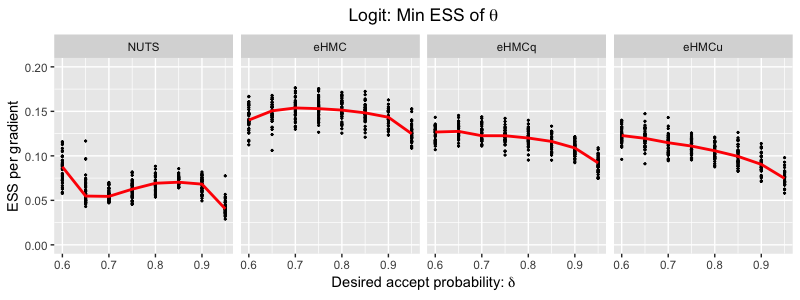 Logit: Min ESS of θ
NUTS eHMC eHMCq eHMCu
ESS per gradient
0.20
0.15
0.10
0.05
0.00
0.6 0.7 0.8 0.9 0.6 0.7 0.8 0.9 0.6 0.7 0.8 0.9 0.6 0.7 0.8 0.9
Desired accept probability: δ